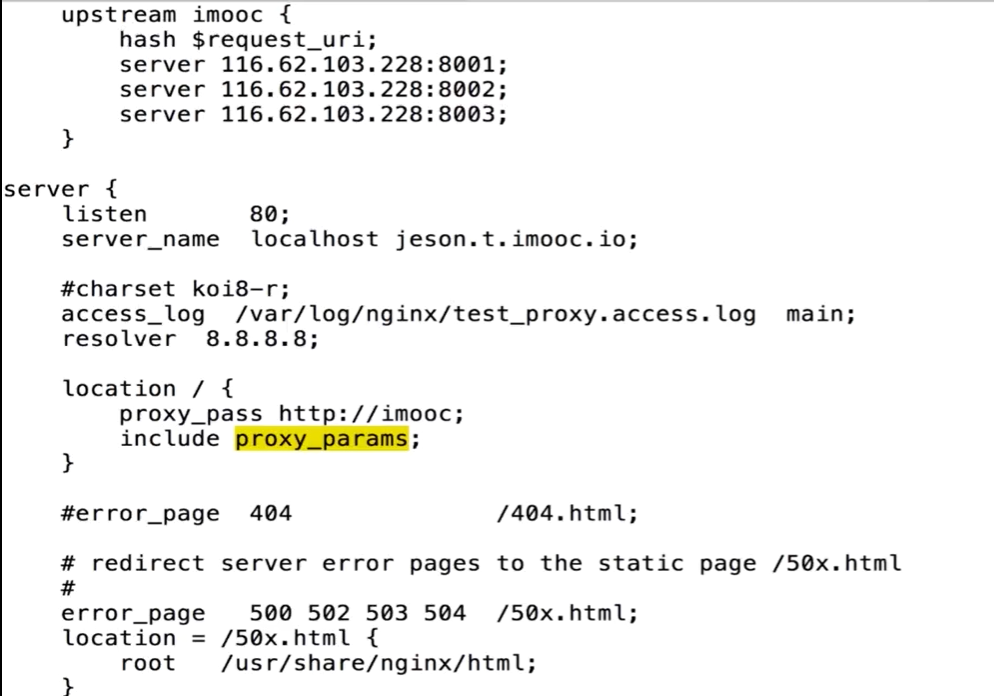 upstream imooc {
hash $request_uri;
server 116.62.103.228:8001;
server 116.62.103.228:8002;
server 116.62.103.228:8003;
}
server {
listen       80;
server_name  localhost jeson.t.imooc.io;
#charset koi8-r;
access_log  /var/log/nginx/test_proxy.access.log  main;
resolver  8.8.8.8;
location / {
proxy_pass http://imooc;
include proxy_params;
}
#error_page  404              /404.html;
# redirect server error pages to the static page /50x.html
#
error_page   500 502 503 504  /50x.html;
location = /50x.html {
root   /usr/share/nginx/html;
}